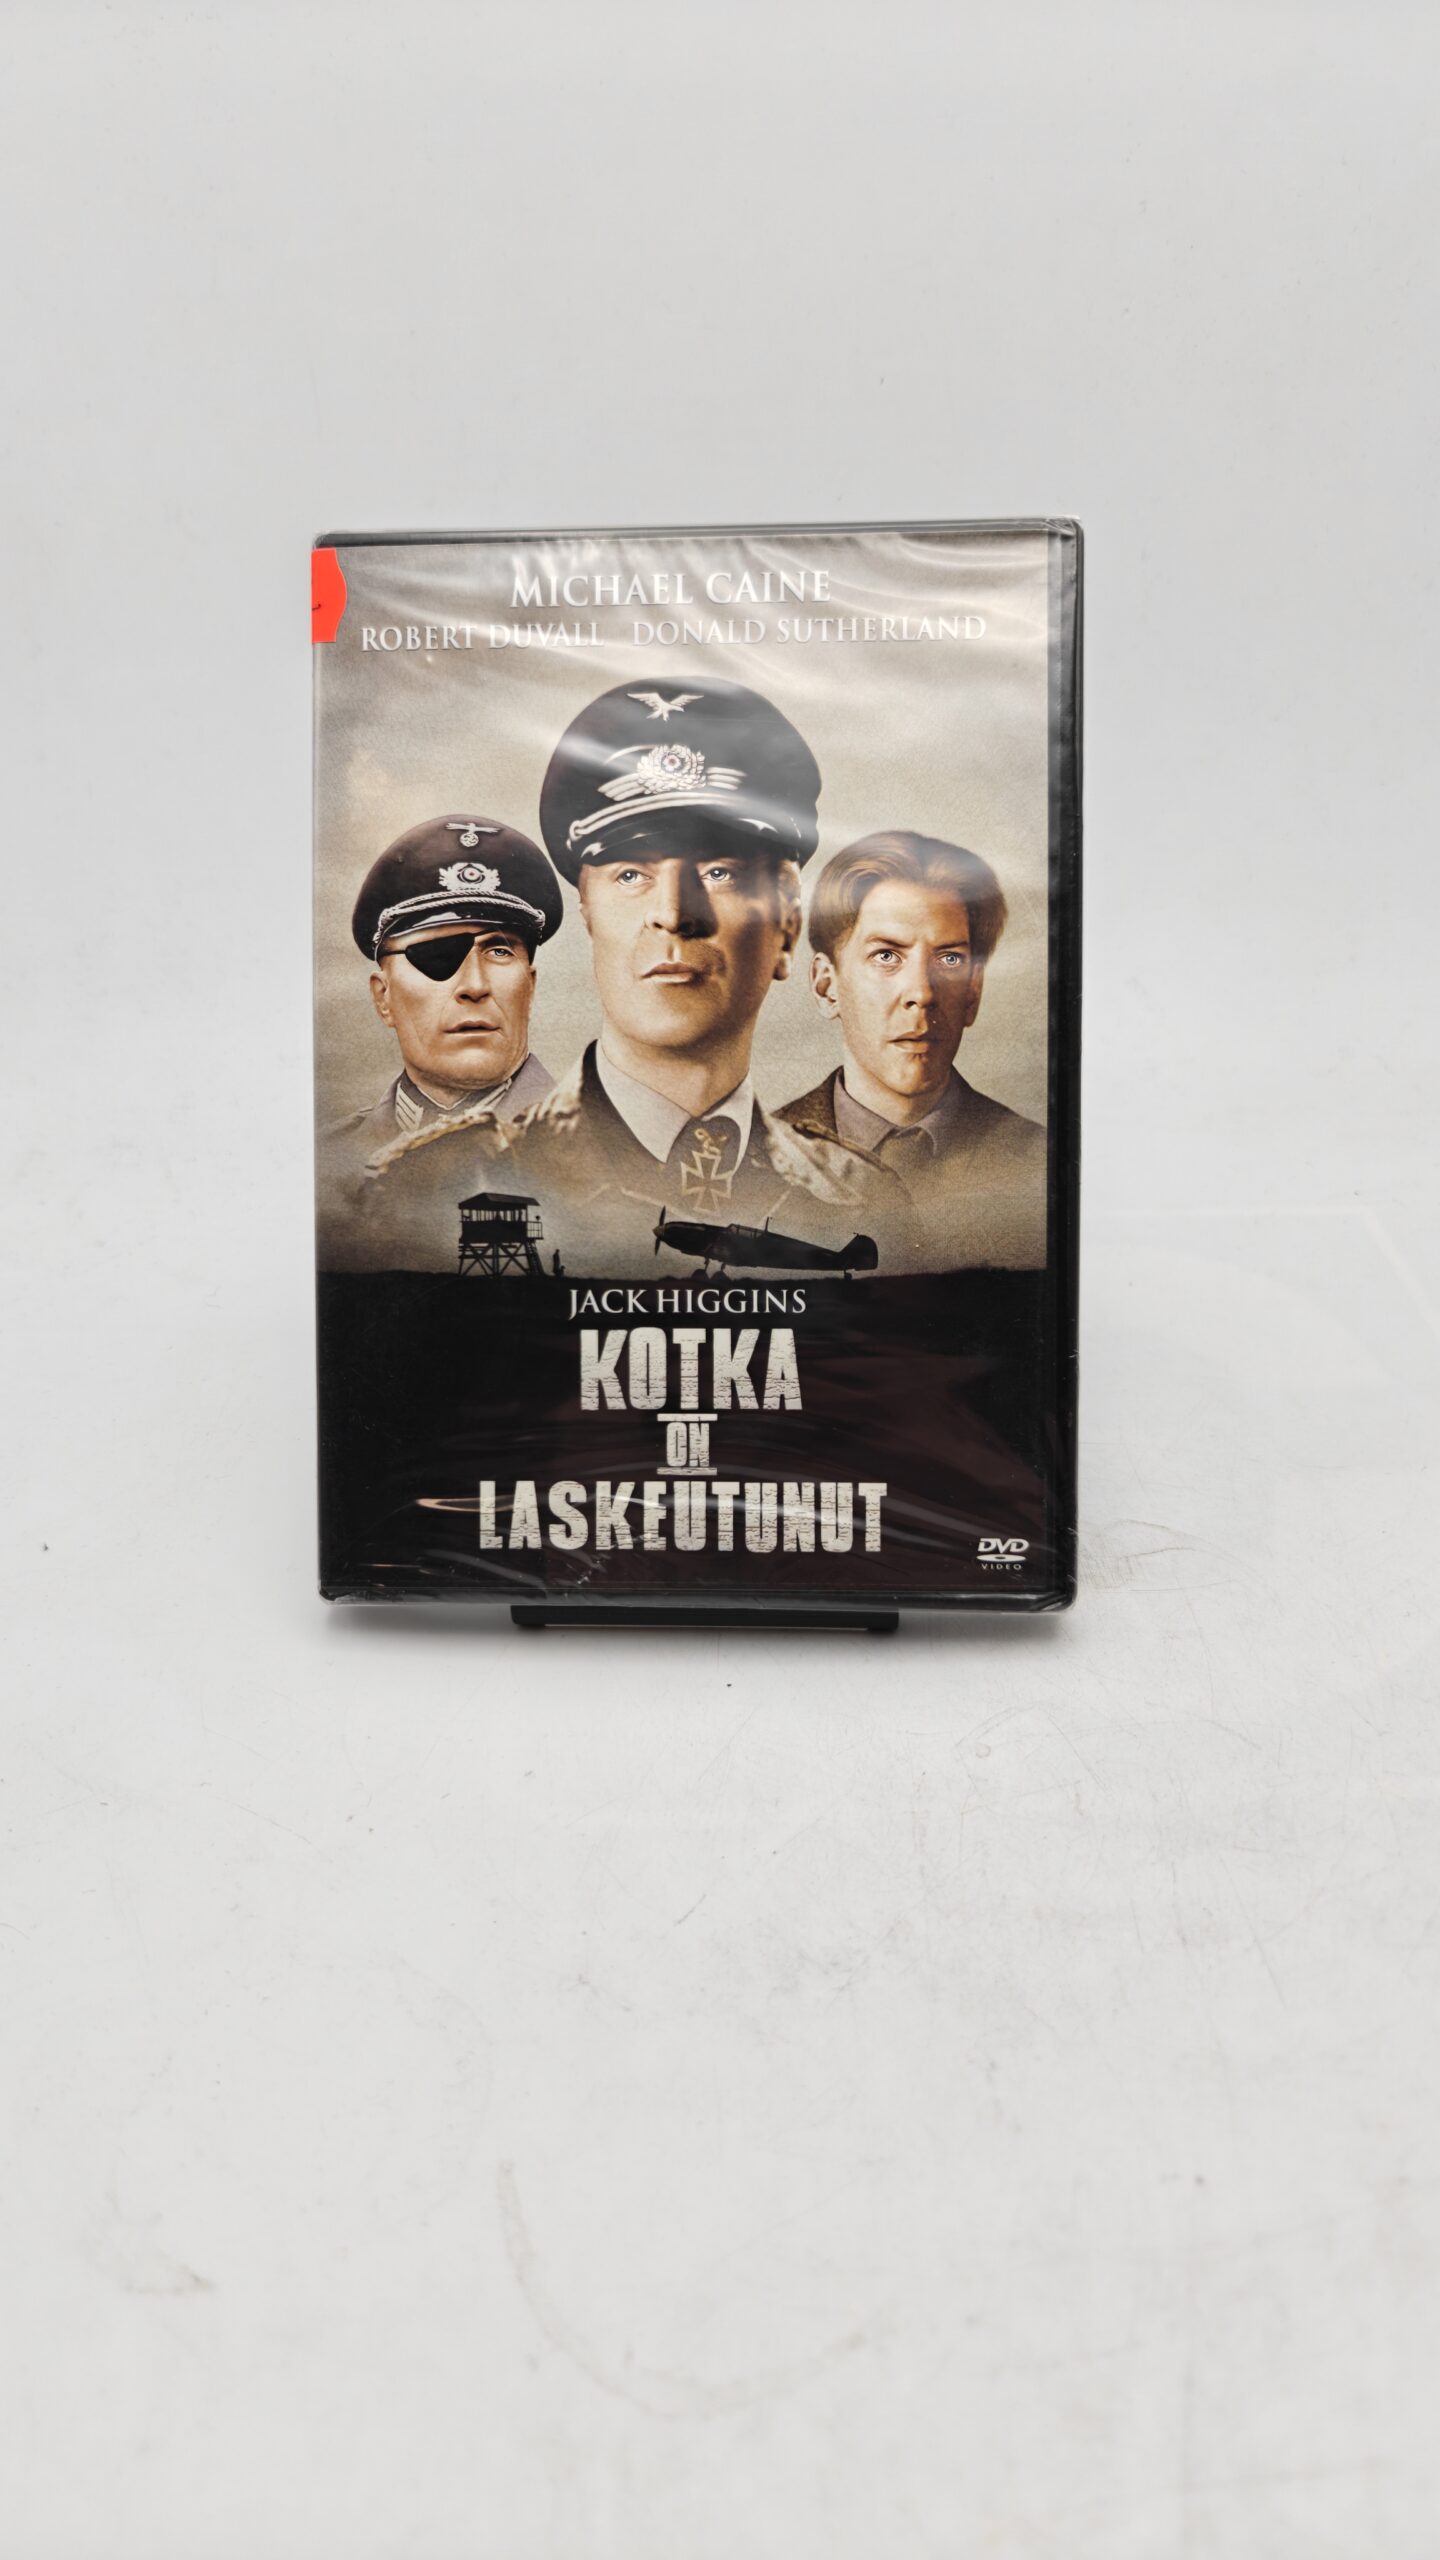 MICHAEL CAINE
ROBERT DUVALL DONALD SUTHERLAND
JACK HIGGINS
KOTKA
ON
LASKEUTUNUT
DVD
VIDEO